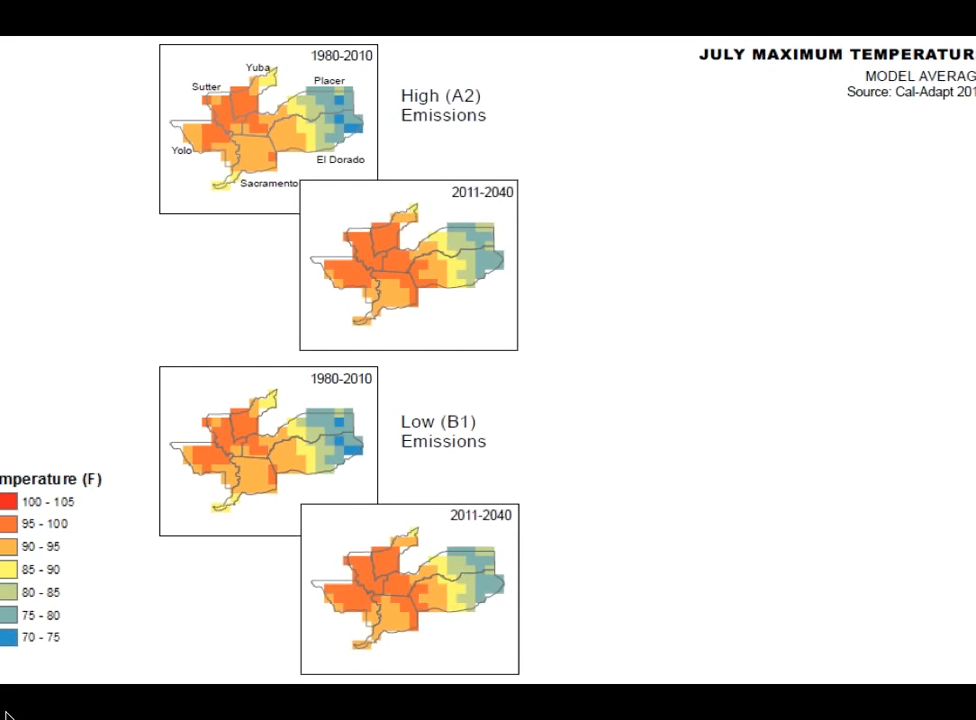 JULY MAXIMUM TEMPERATUR
MODEL AVERAG
Source: Cal-Adapt 201
1980-2010
Yuba
Sutter
Placer
Yolo
El Dorado
Sacramento
High (A2)
Emissions
2011-2040
1980-2010
Low (B1)
Emissions
2011-2040
mperature (F)
100 - 105
95 - 100
90 - 95
85 - 90
80 - 85
75 - 80
70 - 75